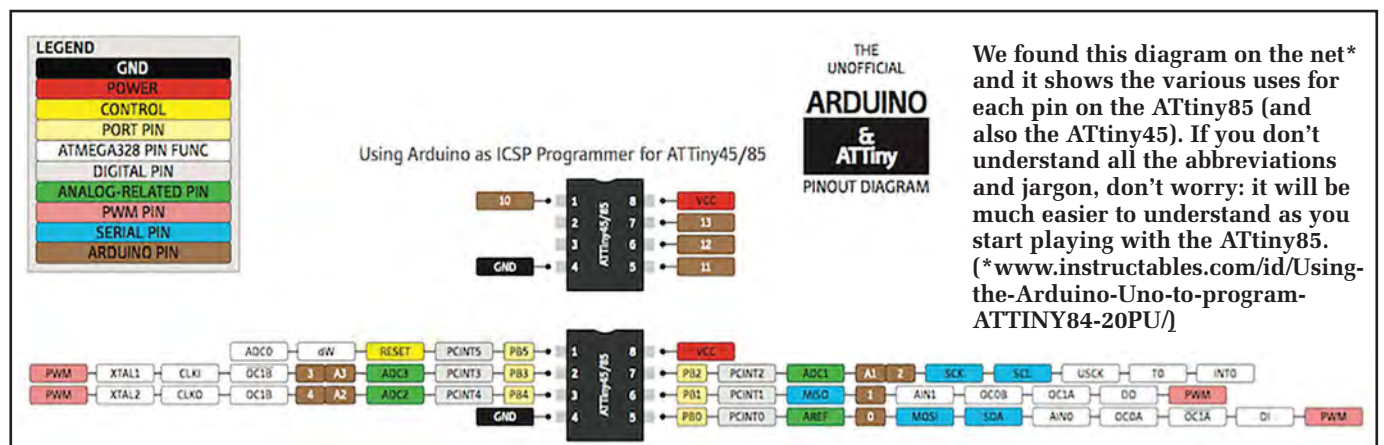 LEGEND
GND
POWER
CONTROL
PORT PIN
ATMEGA328 PIN FUNC
DIGITAL PIN
ANALOG-RELATED PIN
PWM PIN
SERIAL PIN
ARDUINO PIN
THE
UNOFFICIAL
ARDUINO
&
ATTiny
PINOUT DIAGRAM
We found this diagram on the net*
and it shows the various uses for
each pin on the ATtiny85 (and
also the ATtiny45). If you don't
understand all the abbreviations
and jargon, don't worry: it will be
much easier to understand as you
start playing with the ATtiny85.
(*www.instructables.com/id/Using-
the-Arduino-Uno-to-program-
ATTINY84-20PU/)
Using Arduino as ICSP Programmer for ATTiny45/85
10 1 8 VCC
2 7 13
3 6 12
GND 4 5 11
ATTiny45/85
ADC0 dW RESET PCINT5 PB5 1 8 VCC
PWM XTAL1 CLKI OC1B 3 A3 ADC3 PCINT3 PB3 2 7 PB2 PCINT2 ADC1 A1 2 SCK SCL USCK T0 INT0
PWM XTAL2 CLKO OC1B 4 A2 ADC2 PCINT4 PB4 3 6 PB1 PCINT1 MISO 1 AIN1 OC0B OC1A DO PWM
GND 4 5 PB0 PCINT0 AREF 0 MOSI SDA AIN0 OC0A OC1A DI PWM
ATTiny45/85